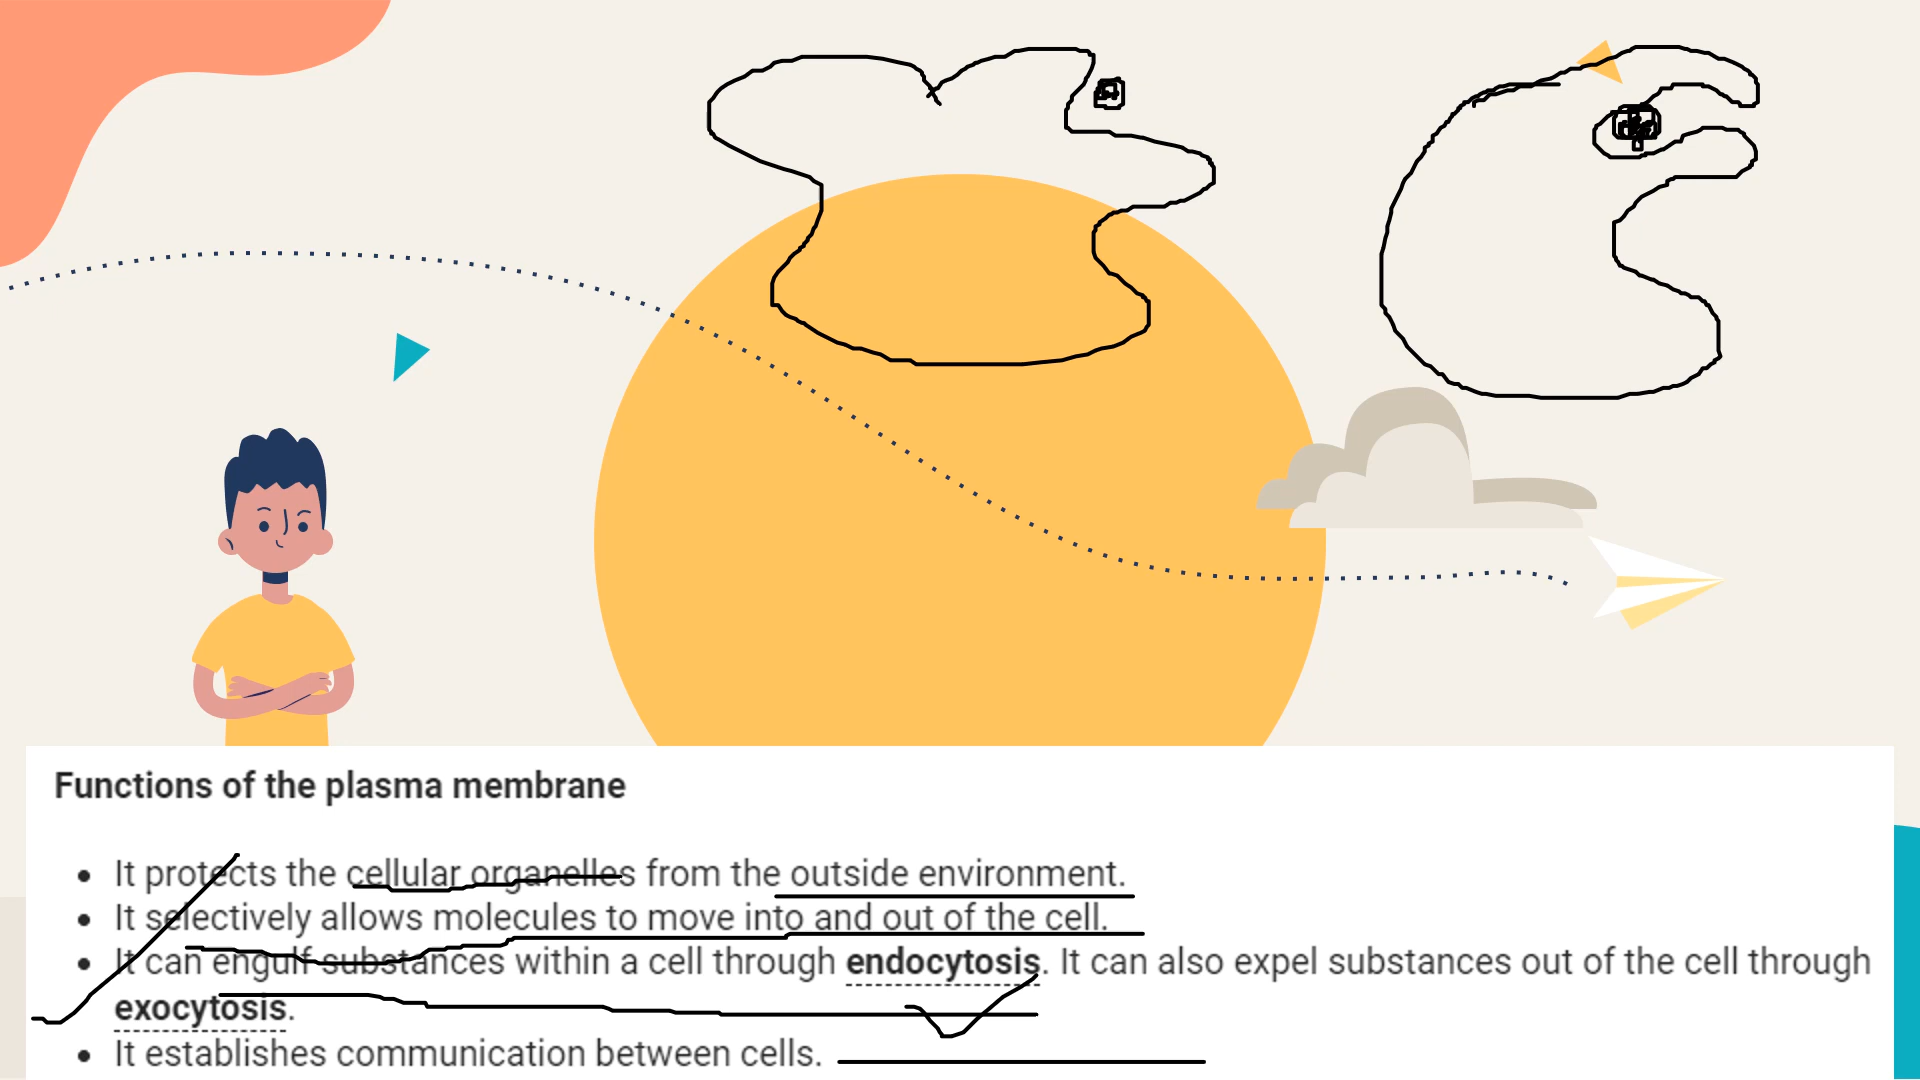 Functions of the plasma membrane
It protects the cellular organelles from the outside environment.
It selectively allows molecules to move into and out of the cell.
It can engulf substances within a cell through endocytosis. It can also expel substances out of the cell through
exocytosis.
It establishes communication between cells.